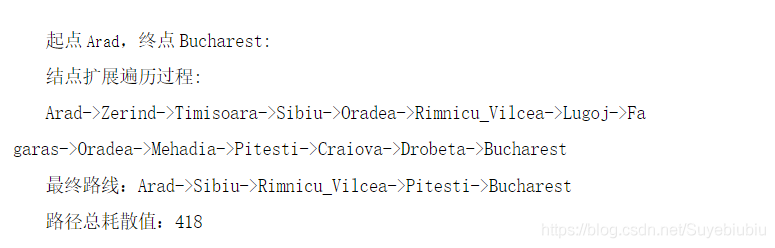 起点 Arad，终点 Bucharest:
结点扩展遍历过程:
Arad->Zerind->Timisoara->Sibiu->Oradea->Rimnicu_Vilcea->Lugoj->Fa
garas->Oradea->Mehadia->Pitesti->Craiova->Drobeta->Bucharest
最终路线: Arad->Sibiu->Rimnicu_Vilcea->Pitesti->Bucharest
路径总耗散值: 418
https://blog.csdn.net/Suyebiubiu